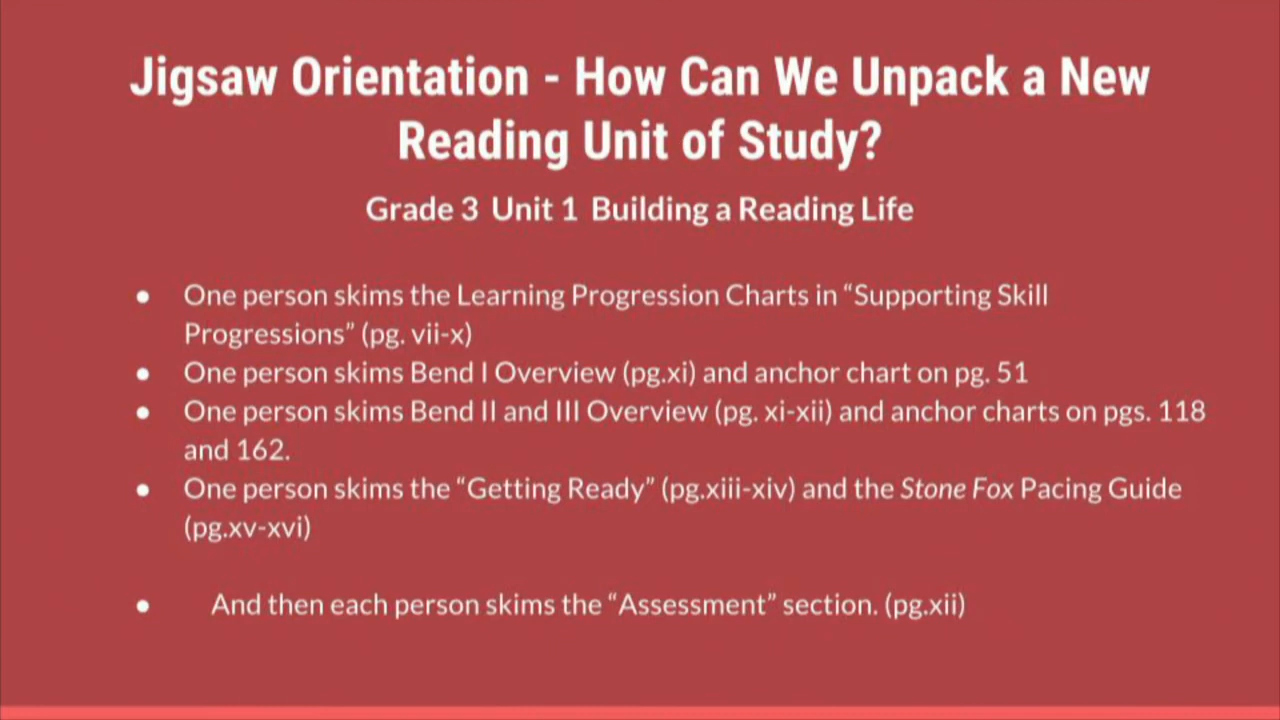 Jigsaw Orientation - How Can We Unpack a New
Reading Unit of Study?
Grade 3 Unit 1 Building a Reading Life
● One person skims the Learning Progression Charts in “Supporting Skill
Progressions” (pg. vii-x)
● One person skims Bend I Overview (pg.xi) and anchor chart on pg. 51
● One person skims Bend II and III Overview (pg. xi-xii) and anchor charts on pgs. 118
and 162.
● One person skims the “Getting Ready” (pg.xiii-xiv) and the Stone Fox Pacing Guide
(pg.xv-xvi)
● And then each person skims the “Assessment” section. (pg.xii)